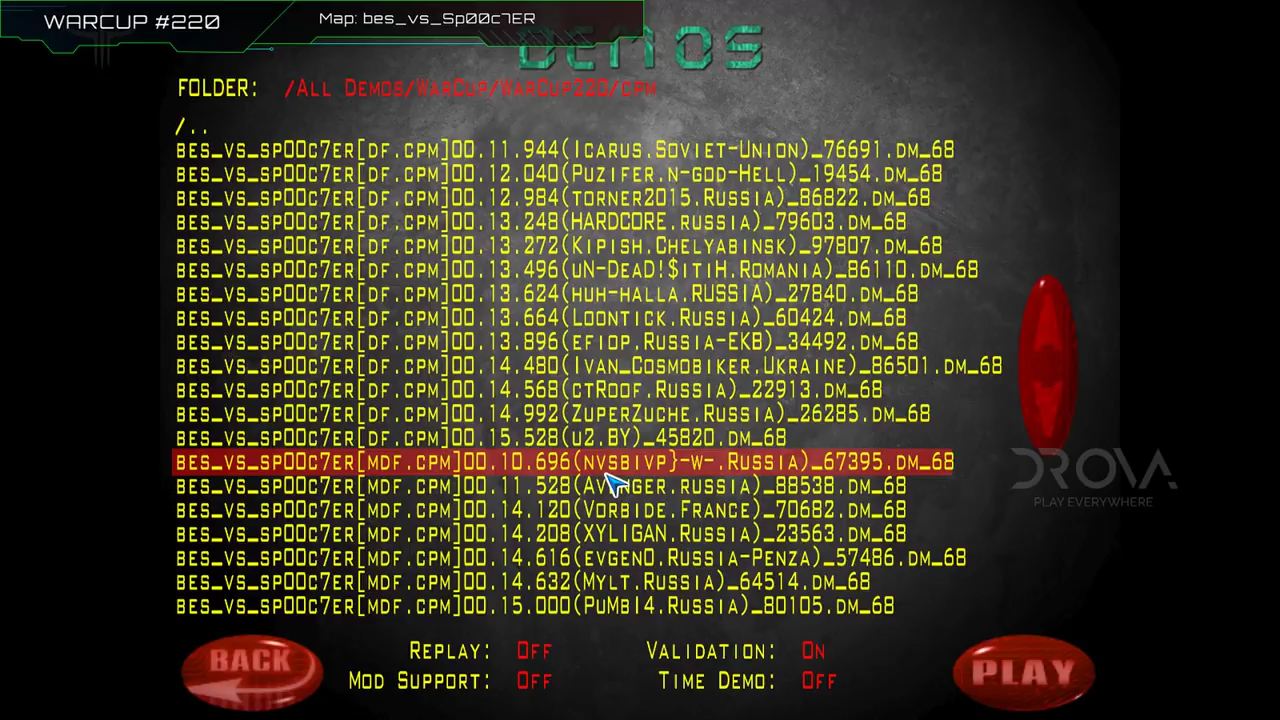 WARCUP #220
Map: bes_vs_Sp00c7ER
DEMOS
FOLDER: /ALL DEMOS/WARCUP/WARCUP220/CPM
/..
BES_VS_SP00C7ER[DF.CPM]00.11.944(ICARUS.SOVIET-UNION)_76691.DM_68
BES_VS_SP00C7ER[DF.CPM]00.12.040(PUZIFER.N-GOD-HELL)_19454.DM_68
BES_VS_SP00C7ER[DF.CPM]00.12.984(TORNER2015.RUSSIA)_86822.DM_68
BES_VS_SP00C7ER[DF.CPM]00.13.248(HARDCORE.RUSSIA)_79603.DM_68
BES_VS_SP00C7ER[DF.CPM]00.13.272(KIPISH.CHELYABINSK)_97807.DM_68
BES_VS_SP00C7ER[DF.CPM]00.13.496(UN-DEAD!$ITIH.ROMANIA)_86110.DM_68
BES_VS_SP00C7ER[DF.CPM]00.13.624(HUH-HALLA.RUSSIA)_27840.DM_68
BES_VS_SP00C7ER[DF.CPM]00.13.664(LOONTICK.RUSSIA)_60424.DM_68
BES_VS_SP00C7ER[DF.CPM]00.13.896(EFIOP.RUSSIA-EKB)_34492.DM_68
BES_VS_SP00C7ER[DF.CPM]00.14.480(IVAN_COSMOBIKER.UKRAINE)_86501.DM_68
BES_VS_SP00C7ER[DF.CPM]00.14.568(CTROOF.RUSSIA)_22913.DM_68
BES_VS_SP00C7ER[DF.CPM]00.14.992(ZUPERZUCHE.RUSSIA)_26285.DM_68
BES_VS_SP00C7ER[DF.CPM]00.15.528(U2.BY)_45820.DM_68
BES_VS_SP00C7ER[MDF.CPM]00.10.696(NVSBIVP}-W-.RUSSIA)_67395.DM_68
BES_VS_SP00C7ER[MDF.CPM]00.11.528(AVENGER.RUSSIA)_88538.DM_68
BES_VS_SP00C7ER[MDF.CPM]00.14.120(VORBIDE.FRANCE)_70682.DM_68
BES_VS_SP00C7ER[MDF.CPM]00.14.208(XYLIGAN.RUSSIA)_23563.DM_68
BES_VS_SP00C7ER[MDF.CPM]00.14.616(EVGEN0.RUSSIA-PENZA)_57486.DM_68
BES_VS_SP00C7ER[MDF.CPM]00.14.632(MYLT.RUSSIA)_64514.DM_68
BES_VS_SP00C7ER[MDF.CPM]00.15.000(PUMBI4.RUSSIA)_80105.DM_68
DROVA
PLAY EVERYWHERE
BACK
REPLAY: OFF VALIDATION: ON
MOD SUPPORT: OFF TIME DEMO: OFF
PLAY